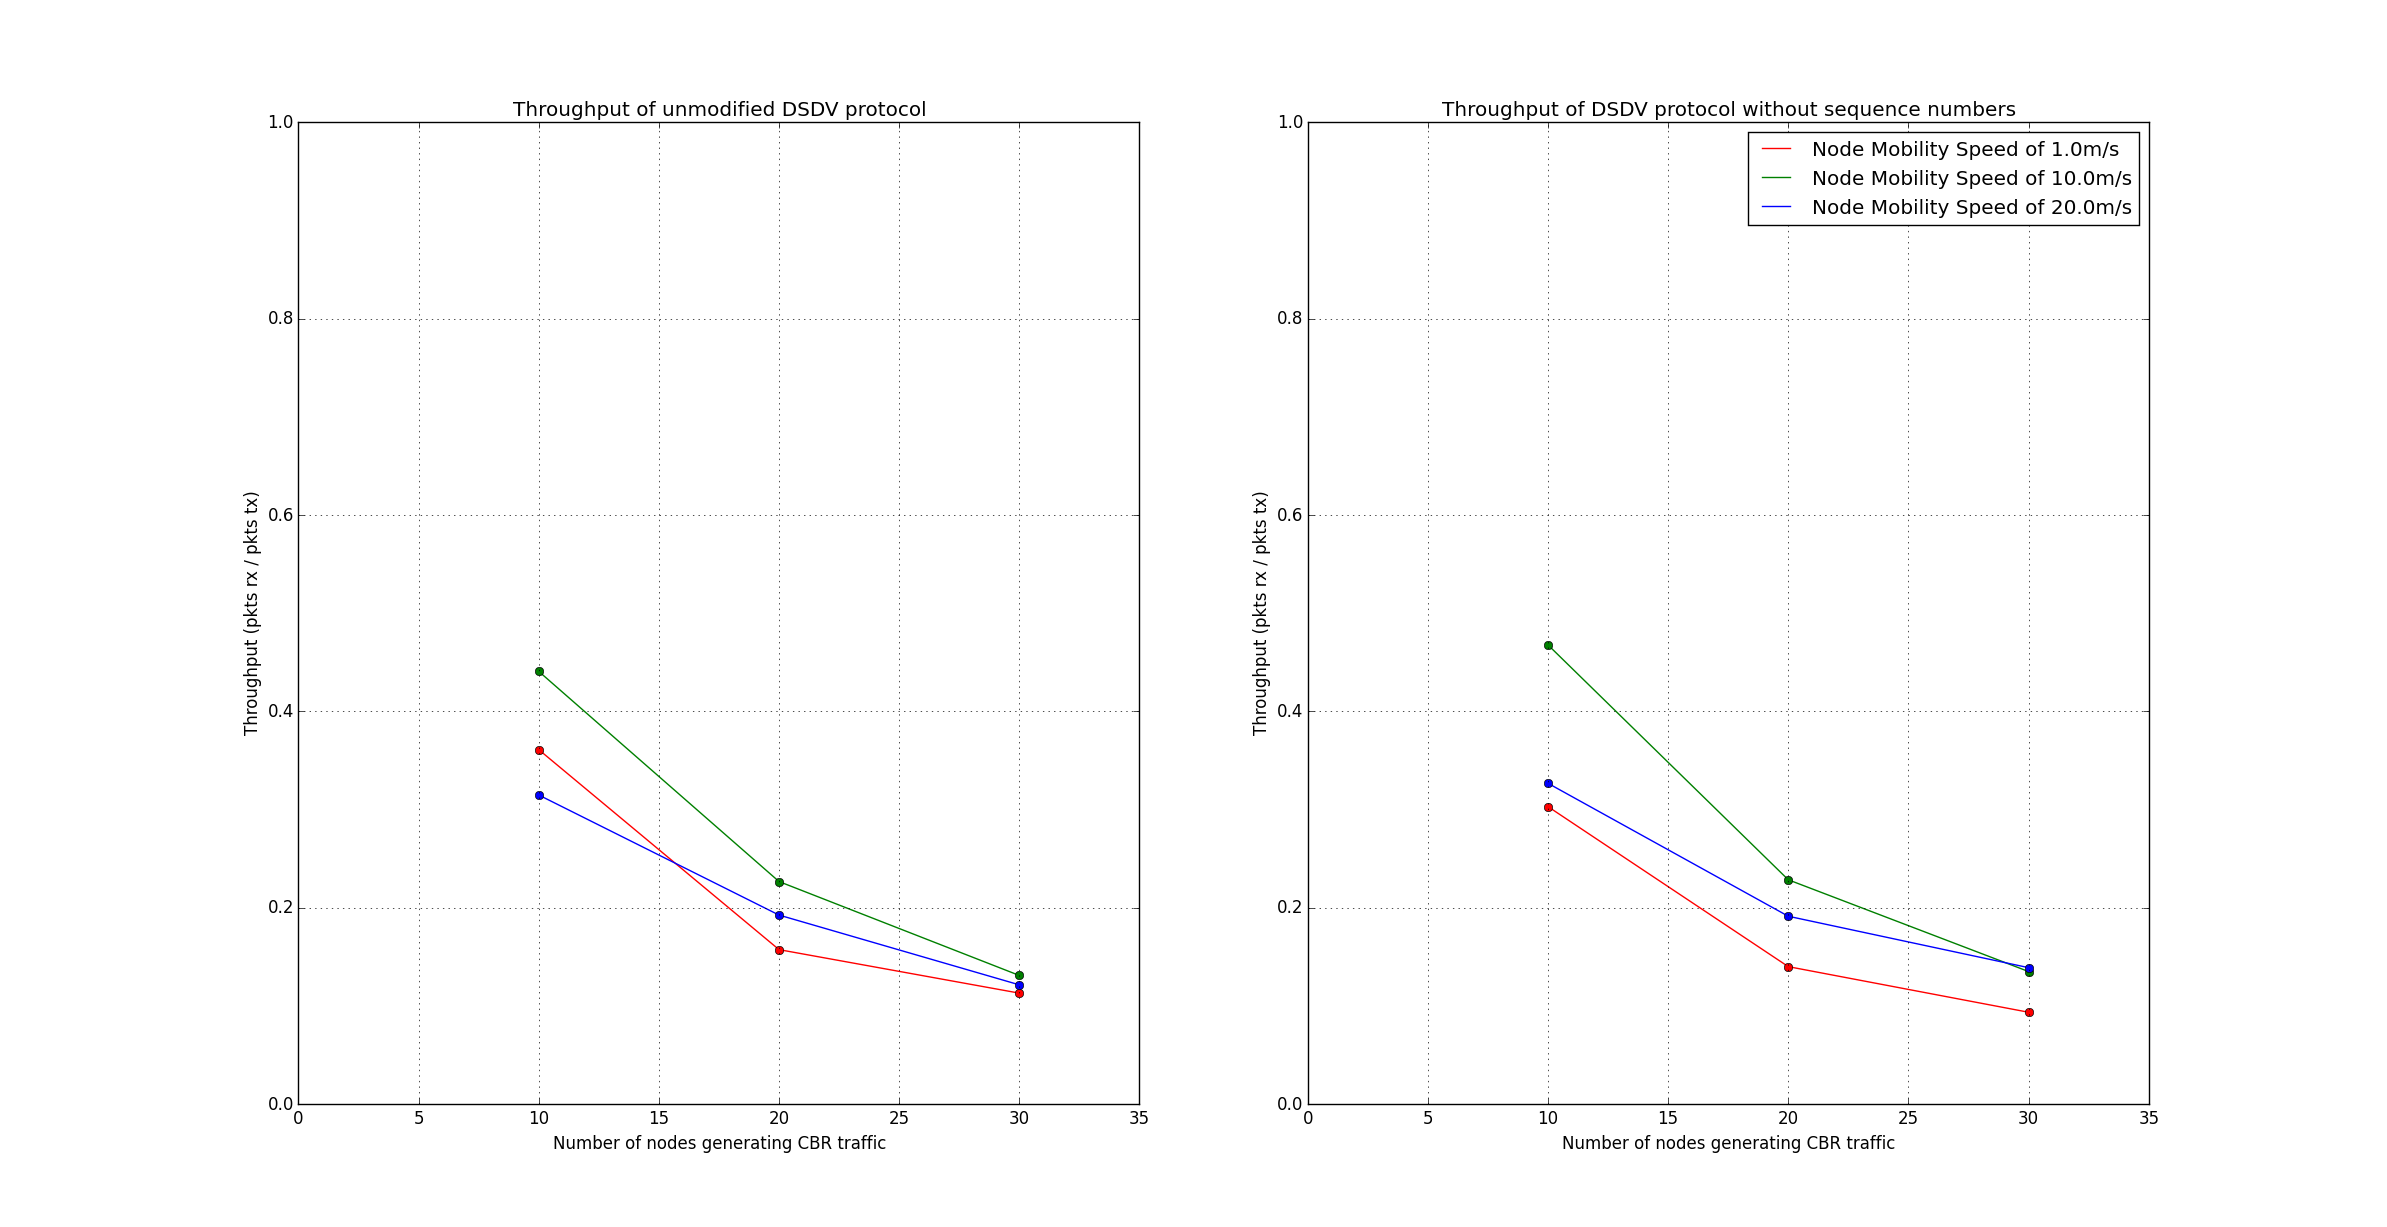 Throughput of unmodified DSDV protocol
1.0
0.8
0.6
0.4
0.2
0.0
Throughput (pkts rx / pkts tx)
0 5 10 15 20 25 30 35
Number of nodes generating CBR traffic
Throughput of DSDV protocol without sequence numbers
Node Mobility Speed of 1.0m/s
Node Mobility Speed of 10.0m/s
Node Mobility Speed of 20.0m/s
1.0
0.8
0.6
0.4
0.2
0.0
Throughput (pkts rx / pkts tx)
0 5 10 15 20 25 30 35
Number of nodes generating CBR traffic